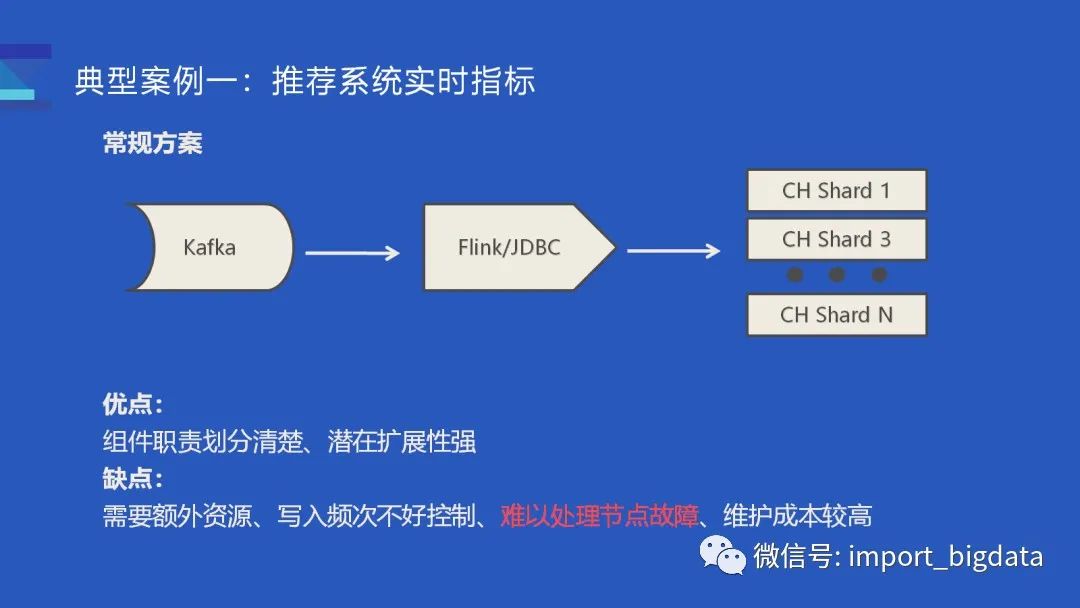 典型案例一：推荐系统实时指标
常规方案
Kafka
Flink/JDBC
CH Shard 1
CH Shard 3
CH Shard N
优点：
组件职责划分清楚、潜在扩展性强
缺点：
需要额外资源、写入频次不好控制、难以处理节点故障、维护成本较高
微信号: import_bigdata